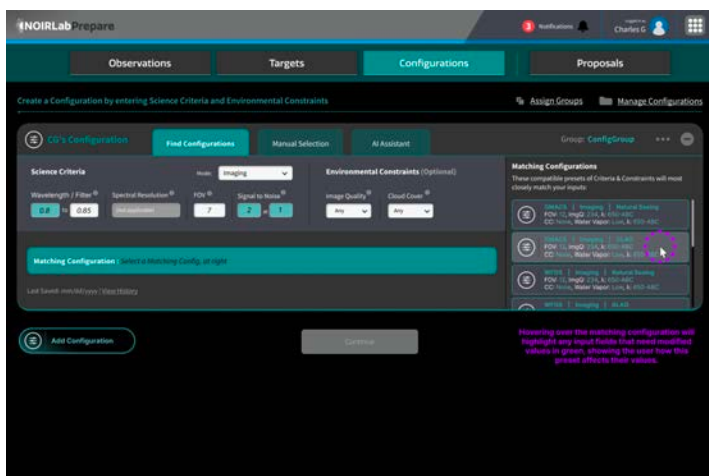 NOIRLab Prepare
3 Notifications
Charles G
Observations
Targets
Configurations
Proposals
Create a Configuration by entering Science Criteria and Environmental Constraints
Assign Groups
Manage Configurations
CG's Configuration
Find Configurations
Manual Selection
AI Assistant
Group: ConfigGroup
Science Criteria
Mode: Imaging
Environmental Constraints (Optional)
Wavelength / Filter
Spectral Resolution
FOV
Signal to Noise
Image Quality
Cloud Cover
0.8 to 0.85
7
2
1
Any
Any
Matching Configurations
These compatible presets of Criteria & Constraints will most
closely match your inputs:
Imaging | Natural Seeing
Imaging | GLAO
Imaging | Natural Seeing
Imaging | GLAO
Matching Configuration: Select a Matching Config, at right
Last Saved: mm/dd/yyyy | View History
Add Configuration
Continue
Hovering over the matching configuration will
highlight any input fields that need modified
values in green, showing the user how this
preset affects their values.